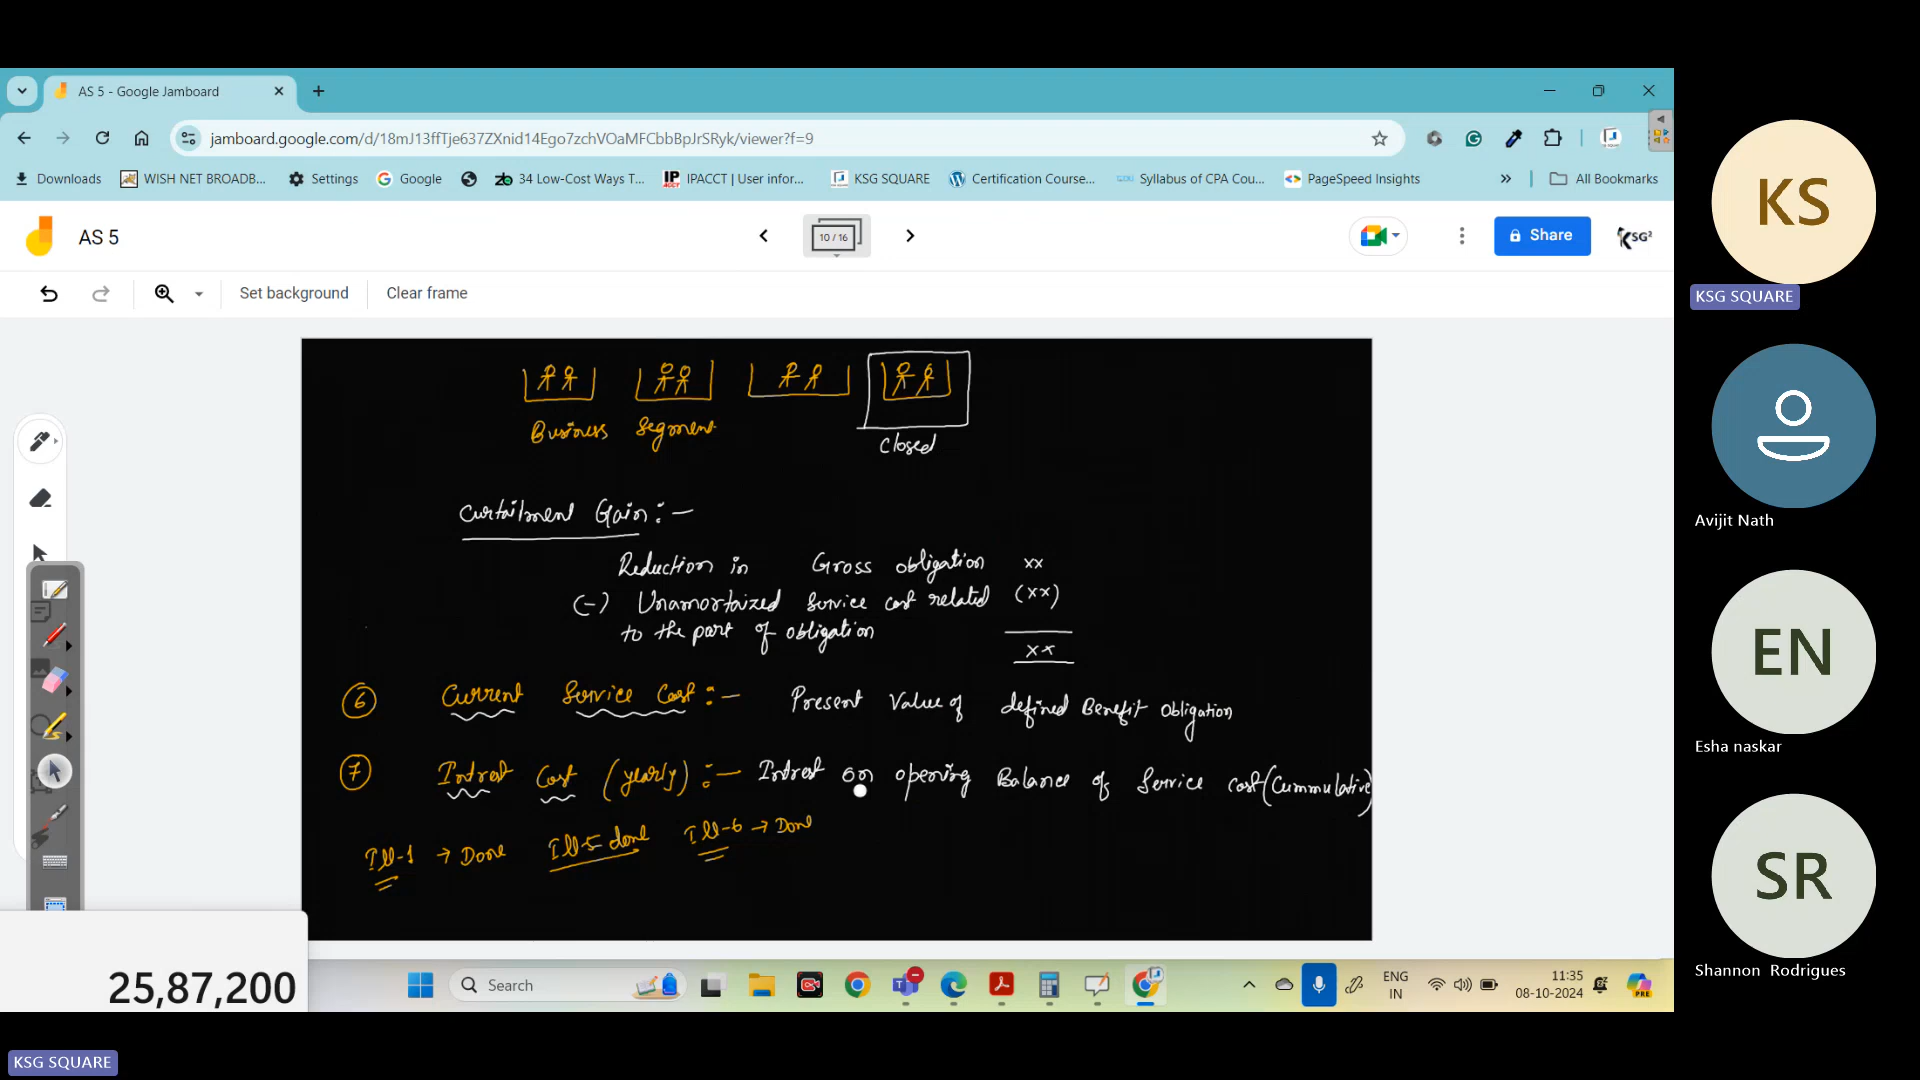 AS 5 - Google Jamboard
jamboard.google.com/d/18mJ13ffTje637ZXnid14Ego7zchVOaMFCbbBpJrSRyk/viewer?f=9
Downloads WISH NET BROADB... Settings Google 34 Low-Cost Ways T... IPACCT | User infor... KSG SQUARE Certification Course... Syllabus of CPA Cou... PageSpeed Insights » All Bookmarks
AS 5
10 / 16
Share
KSG²
Set background Clear frame
Business Segment
Closed
Curtailment Gain :-
Reduction in Gross obligation xx
(-) Unamortaized Service cost related (xx)
to the part of obligation
xx
6 Current Service Cost :- Present Value of defined Benefit Obligation
7 Intrest Cost (yearly) :- Intrest on opening Balance of Service cost (Cummulative)
Ill-1 → Done Ill-5 done Ill-6 → Done
25,87,200
Search
ENG
IN
11:35
08-10-2024
PRE
KS
KSG SQUARE
Avijit Nath
EN
Esha naskar
SR
Shannon Rodrigues
KSG SQUARE